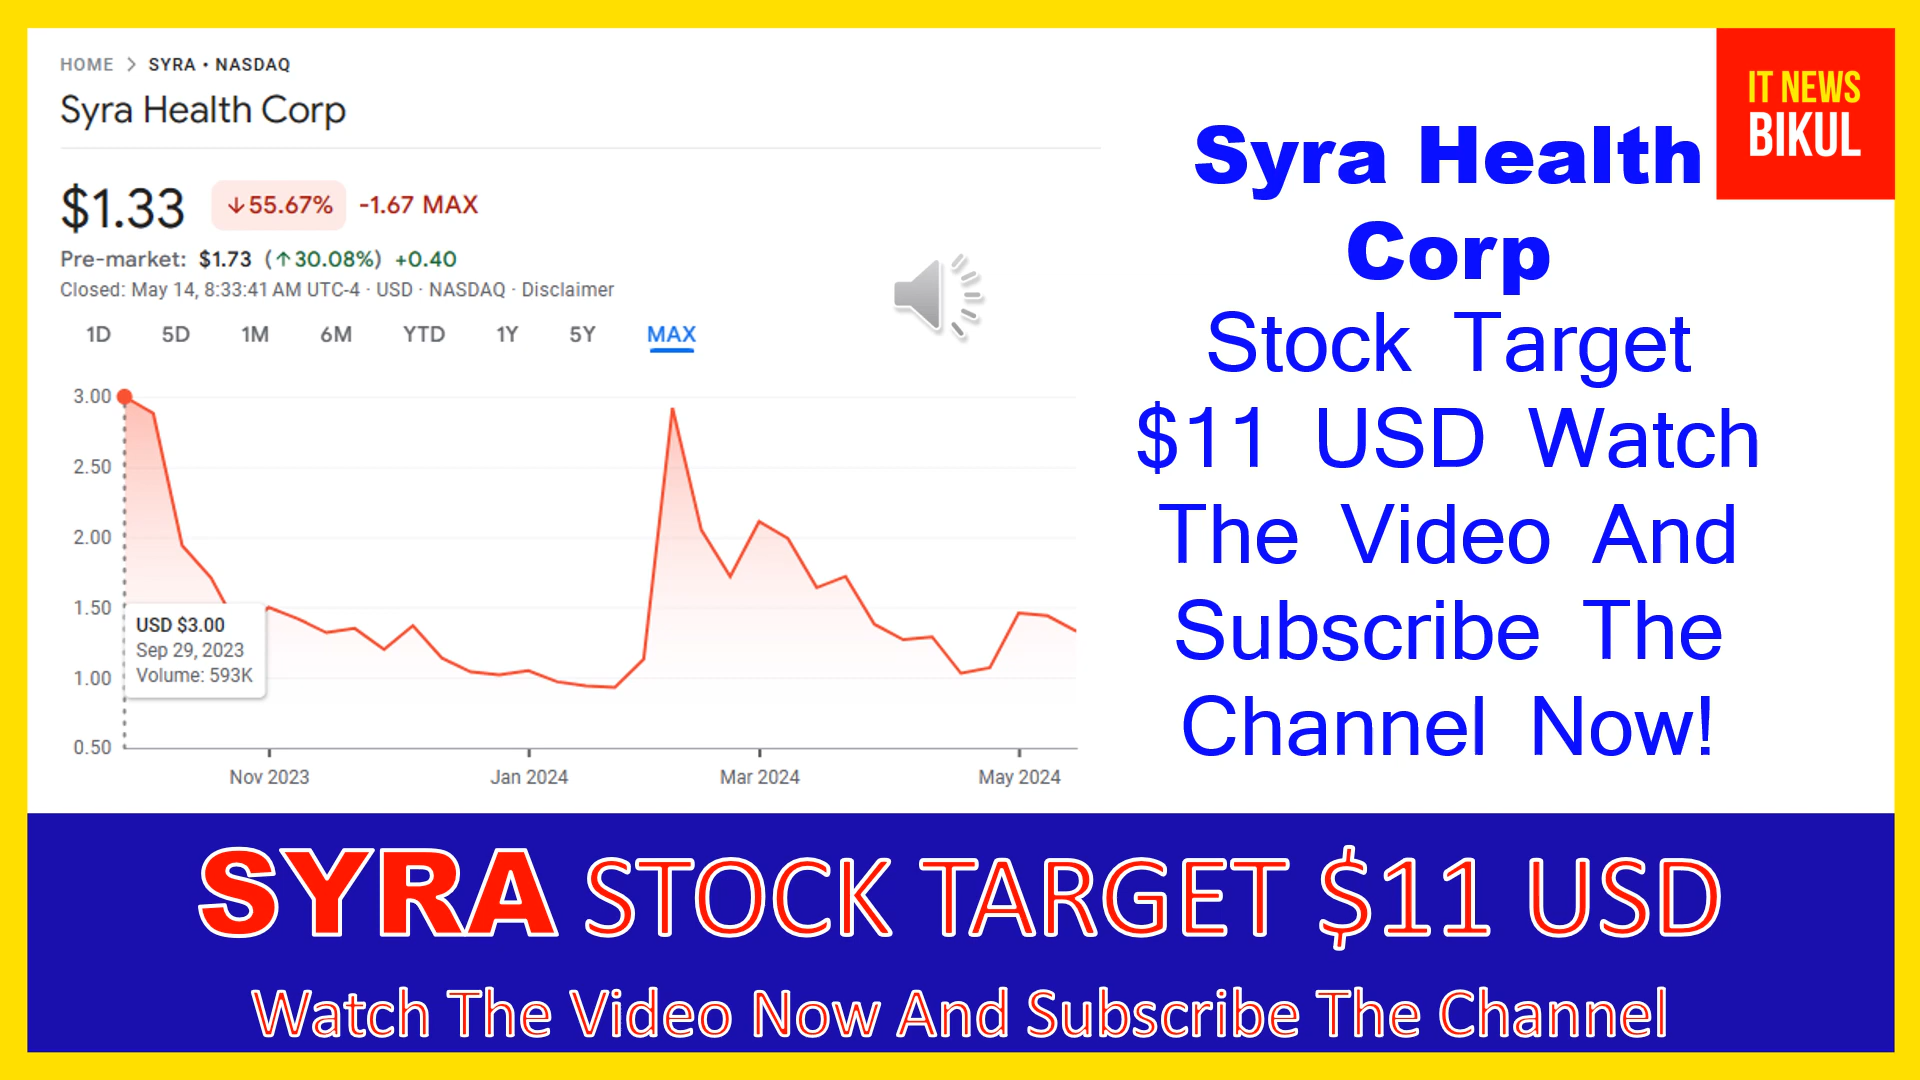 HOME > SYRA • NASDAQ
Syra Health Corp
$1.33 ↓55.67% -1.67 MAX
Pre-market: $1.73 (↑30.08%) +0.40
Closed: May 14, 8:33:41 AM UTC-4 · USD · NASDAQ · Disclaimer
1D 5D 1M 6M YTD 1Y 5Y MAX
3.00
2.50
2.00
1.50
1.00
0.50
USD $3.00
Sep 29, 2023
Volume: 593K
Nov 2023 Jan 2024 Mar 2024 May 2024
IT NEWS
BIKUL
Syra Health
Corp
Stock Target
$11 USD Watch
The Video And
Subscribe The
Channel Now!
SYRA STOCK TARGET $11 USD
Watch The Video Now And Subscribe The Channel